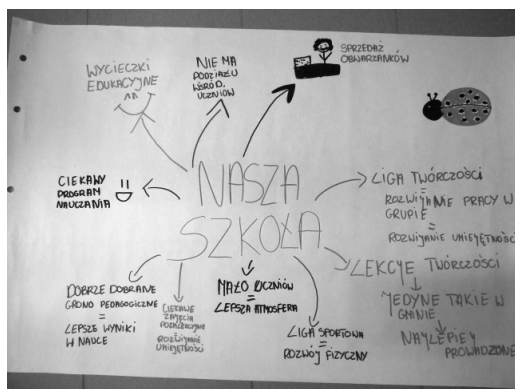 WYCIECZKI
EDUKACYJNE
NIE MA
PODZIAŁU
WŚRÓD
UCZNIÓW
SPRZEDAŻ
OBWARZANKÓW
CIEKAWY
PROGRAM
NAUCZANIA
NASZA
SZKOŁA
LIGA TWÓRCZOŚCI
=
ROZWIJANIE PRACY W
GRUPIE
=
ROZWIJANIE UMIEJĘTNOŚCI
LEKCJE TWÓRCZOŚCI
JEDYNE TAKIE W
GMINIE
NAJLEPIEJ
PROWADZONE
DOBRZE DOBRANE
GRONO PEDAGOGICZNE
=
LEPSZE WYNIKI
W NAUCE
CIEKAWE
ZAJĘCIA
POZALEKCYJNE
ROZWIJANIE
UMIEJĘTNOŚCI
MAŁO UCZNIÓW
=
LEPSZA ATMOSFERA
LIGA SPORTOWA
=
ROZWÓJ FIZYCZNY